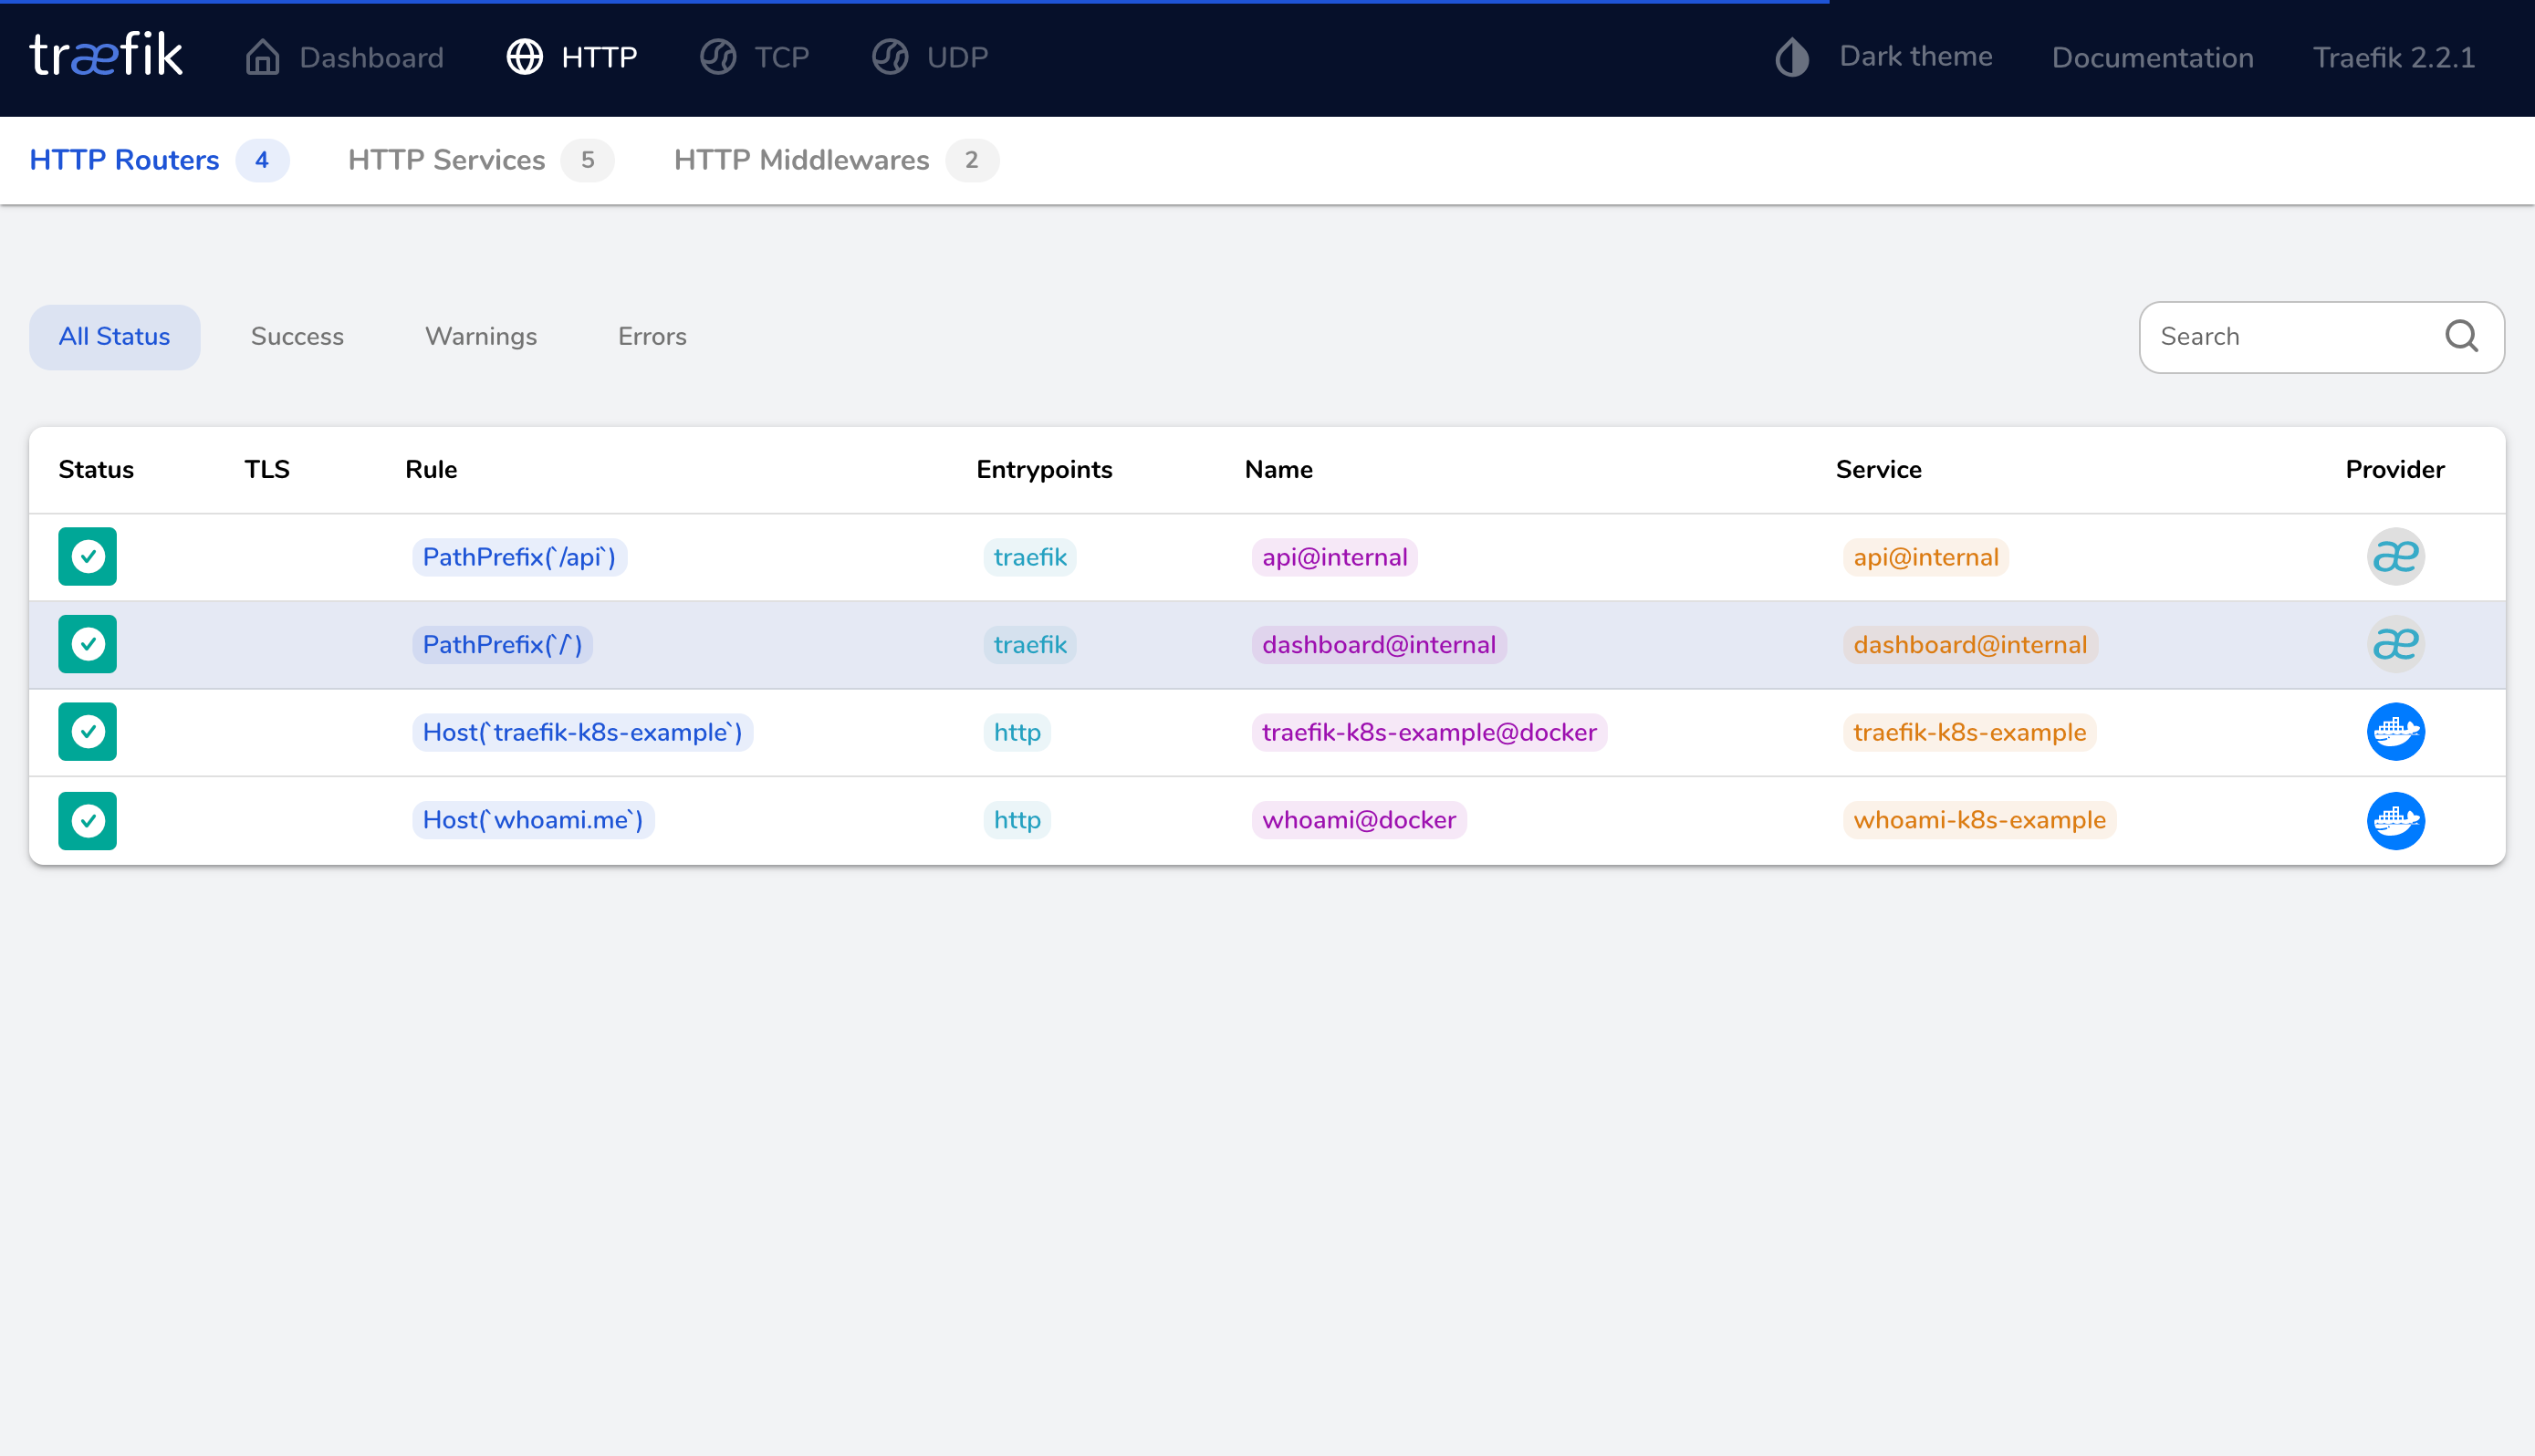 træfik Dashboard HTTP TCP UDP Dark theme Documentation Traefik 2.2.1
HTTP Routers 4 HTTP Services 5 HTTP Middlewares 2
All Status Success Warnings Errors Search
Status TLS Rule Entrypoints Name Service Provider
PathPrefix(`/api`) traefik api@internal api@internal æ
PathPrefix(`/`) traefik dashboard@internal dashboard@internal æ
Host(`traefik-k8s-example`) http traefik-k8s-example@docker traefik-k8s-example
Host(`whoami.me`) http whoami@docker whoami-k8s-example